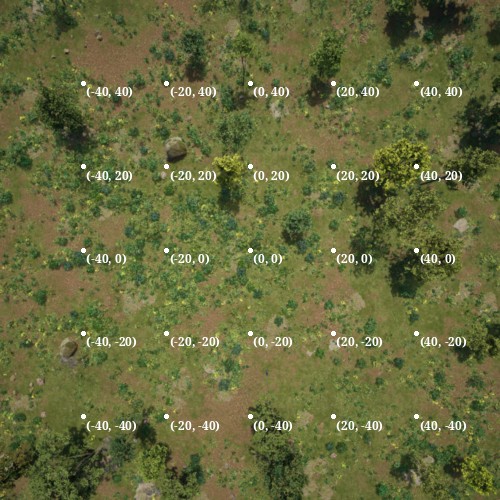 (-40, 40) (-20, 40) (0, 40) (20, 40) (40, 40)
(-40, 20) (-20, 20) (0, 20) (20, 20) (40, 20)
(-40, 0) (-20, 0) (0, 0) (20, 0) (40, 0)
(-40, -20) (-20, -20) (0, -20) (20, -20) (40, -20)
(-40, -40) (-20, -40) (0, -40) (20, -40) (40, -40)